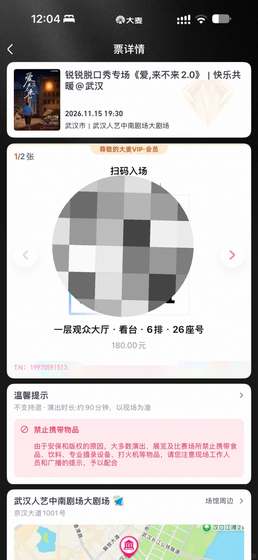 12:04
大麦
54
票详情
锐锐脱口秀专场《爱,来不来 2.0》 | 快乐共
暖@武汉
2026.11.15 19:30
武汉市 | 武汉人艺中南剧场大剧场
尊敬的大麦VIP·会员
1/2 张
扫码入场
一层观众大厅 · 看台 · 6排 · 26座号
180.00元
温馨提示
不支持退 · 演出时长:约90分钟，以现场为准
禁止携带物品
由于安保和版权的原因，大多数演出、展览及比赛场所禁止携带食
品、饮料、专业摄录设备、打火机等物品，请您注意现场工作人
员和广播的提示，予以配合
武汉人艺中南剧场大剧场
场馆周边
京汉大道1001号
汉口江滩2